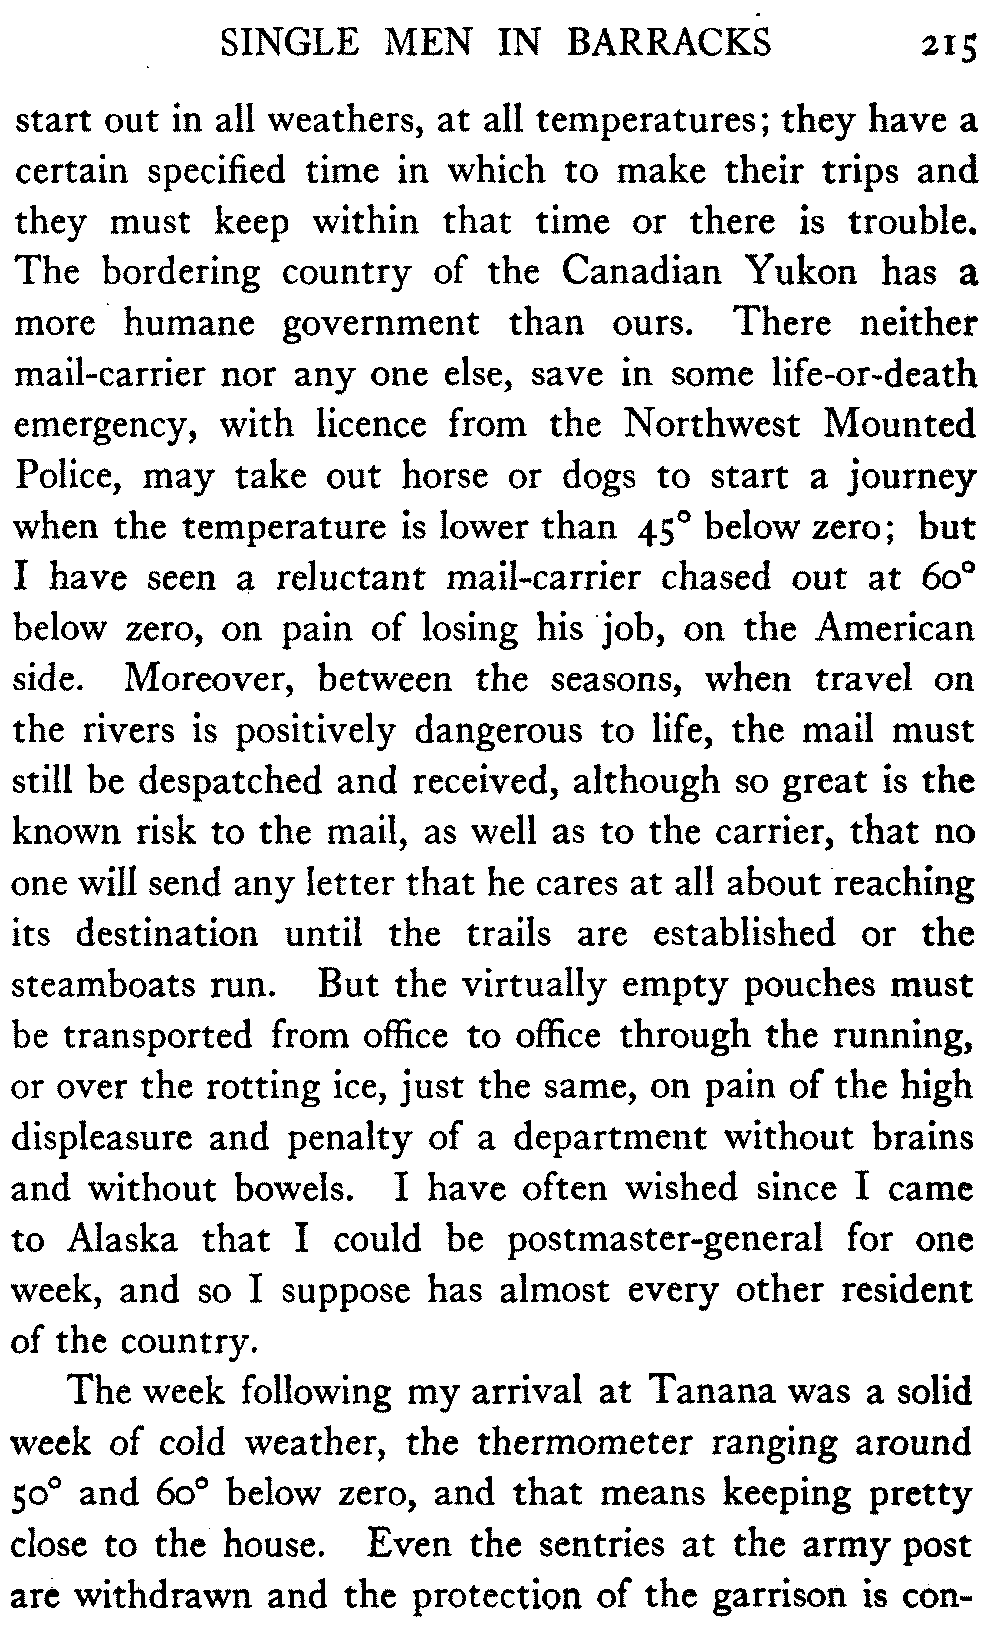 SINGLE MEN IN BARRACKS 215
start out in all weathers, at all temperatures; they have a
certain specified time in which to make their trips and
they must keep within that time or there is trouble.
The bordering country of the Canadian Yukon has a
more humane government than ours. There neither
mail-carrier nor any one else, save in some life-or-death
emergency, with licence from the Northwest Mounted
Police, may take out horse or dogs to start a journey
when the temperature is lower than 45° below zero; but
I have seen a reluctant mail-carrier chased out at 60°
below zero, on pain of losing his job, on the American
side. Moreover, between the seasons, when travel on
the rivers is positively dangerous to life, the mail must
still be despatched and received, although so great is the
known risk to the mail, as well as to the carrier, that no
one will send any letter that he cares at all about reaching
its destination until the trails are established or the
steamboats run. But the virtually empty pouches must
be transported from office to office through the running,
or over the rotting ice, just the same, on pain of the high
displeasure and penalty of a department without brains
and without bowels. I have often wished since I came
to Alaska that I could be postmaster-general for one
week, and so I suppose has almost every other resident
of the country.
The week following my arrival at Tanana was a solid
week of cold weather, the thermometer ranging around
50° and 60° below zero, and that means keeping pretty
close to the house. Even the sentries at the army post
are withdrawn and the protection of the garrison is con-